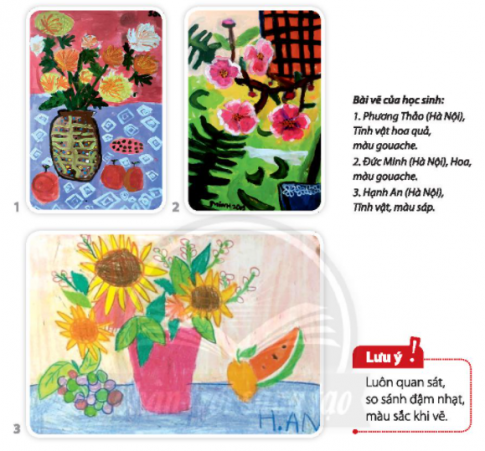 Bài vẽ của học sinh:
1. Phương Thảo (Hà Nội),
Tĩnh vật hoa quả,
màu gouache.
2. Đức Minh (Hà Nội), Hoa,
màu gouache.
3. Hạnh An (Hà Nội),
Tĩnh vật, màu sáp.
1
2
H.AN
3
Lưu ý !
Luôn quan sát,
so sánh đậm nhạt,
màu sắc khi vẽ.